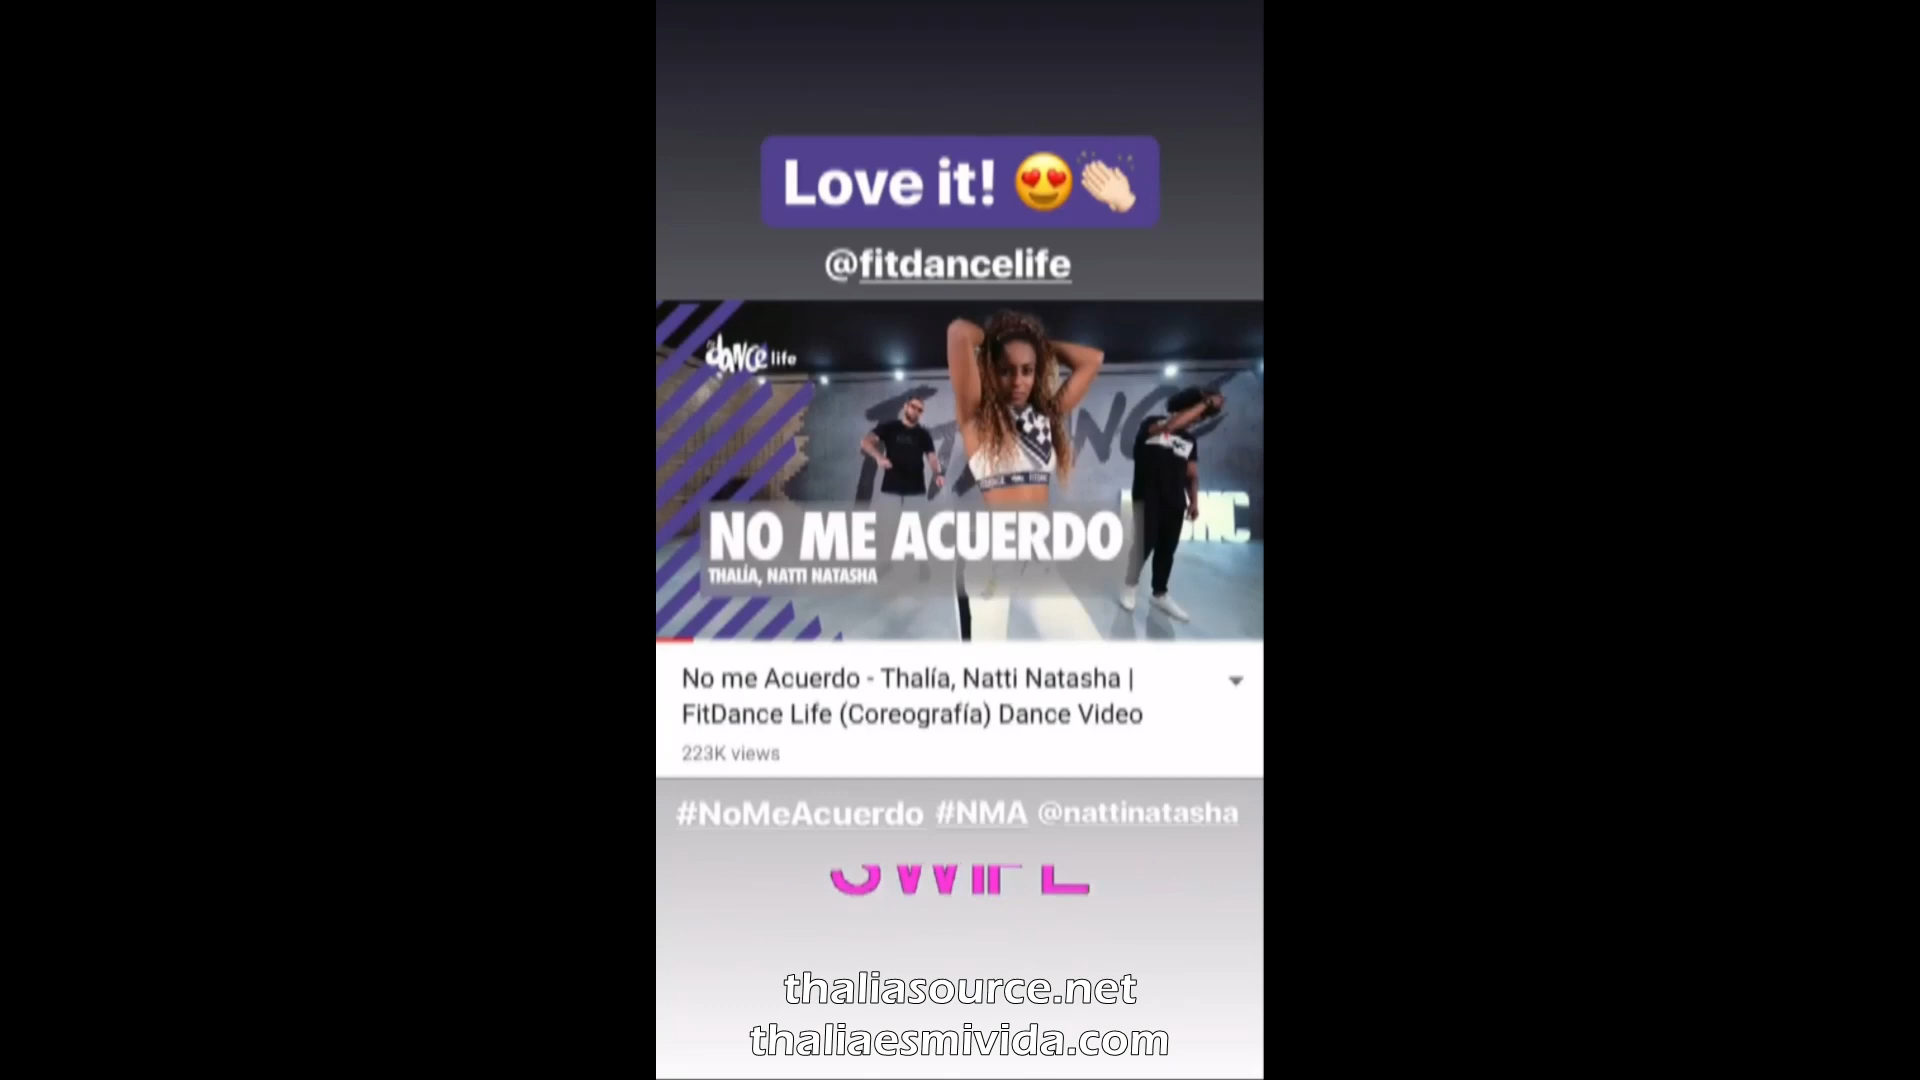 Love it! 😍👏🏻
@fitdancelife
dance life
NO ME ACUERDO
THALÍA, NATTI NATASHA
No me Acuerdo - Thalía, Natti Natasha |
FitDance Life (Coreografía) Dance Video
223K views
#NoMeAcuerdo #NMA @nattinatasha
thaliasource.net
thaliaesmivida.com